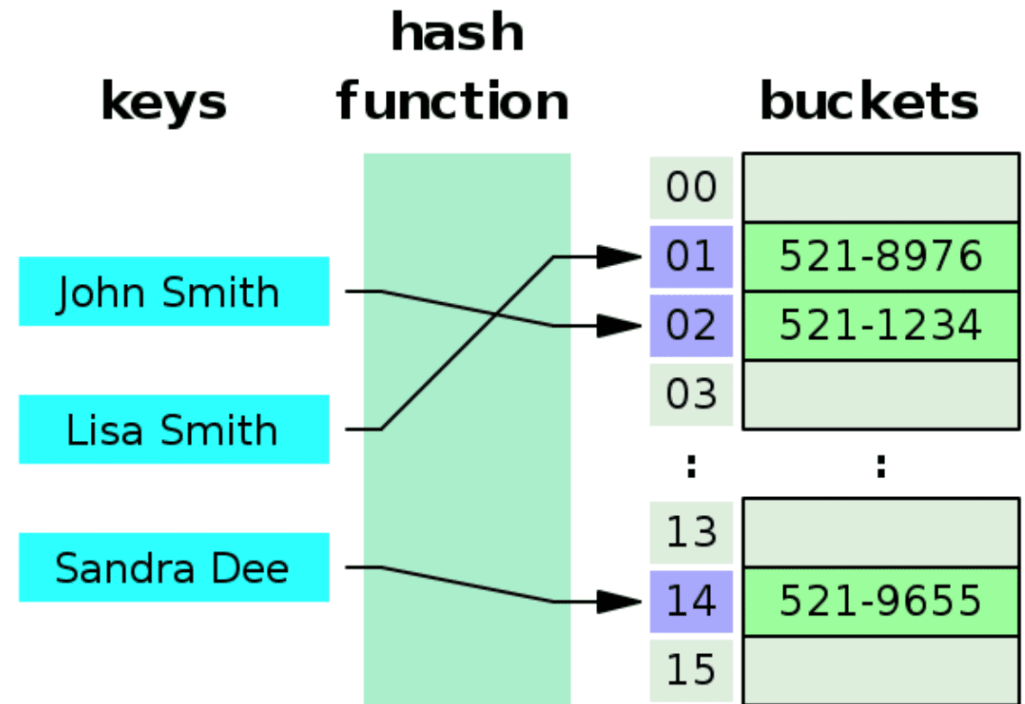 keys
hash
function
buckets
John Smith
Lisa Smith
Sandra Dee
00
01 521-8976
02 521-1234
03
: :
13
14 521-9655
15